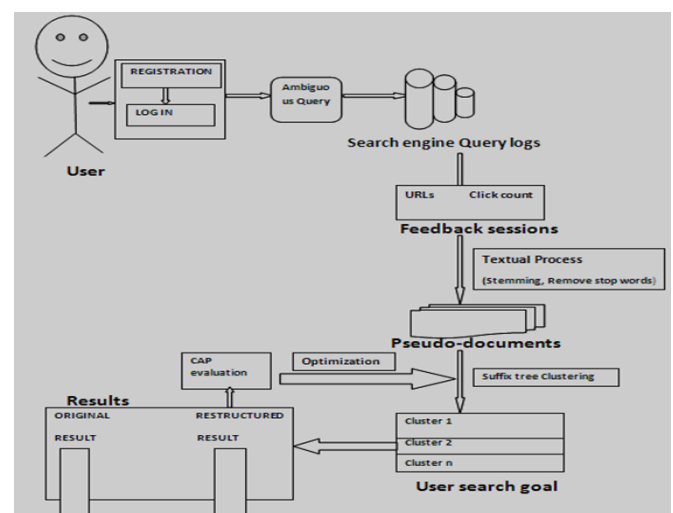 REGISTRATION
LOG IN
User
Ambiguo
us Query
Search engine Query logs
URLs Click count
Feedback sessions
Textual Process
(Stemming, Remove stop words)
Pseudo-documents
CAP
evaluation
Optimization
Suffix tree Clustering
Results
ORIGINAL RESTRUCTURED
RESULT RESULT
Cluster 1
Cluster 2
Cluster n
User search goal